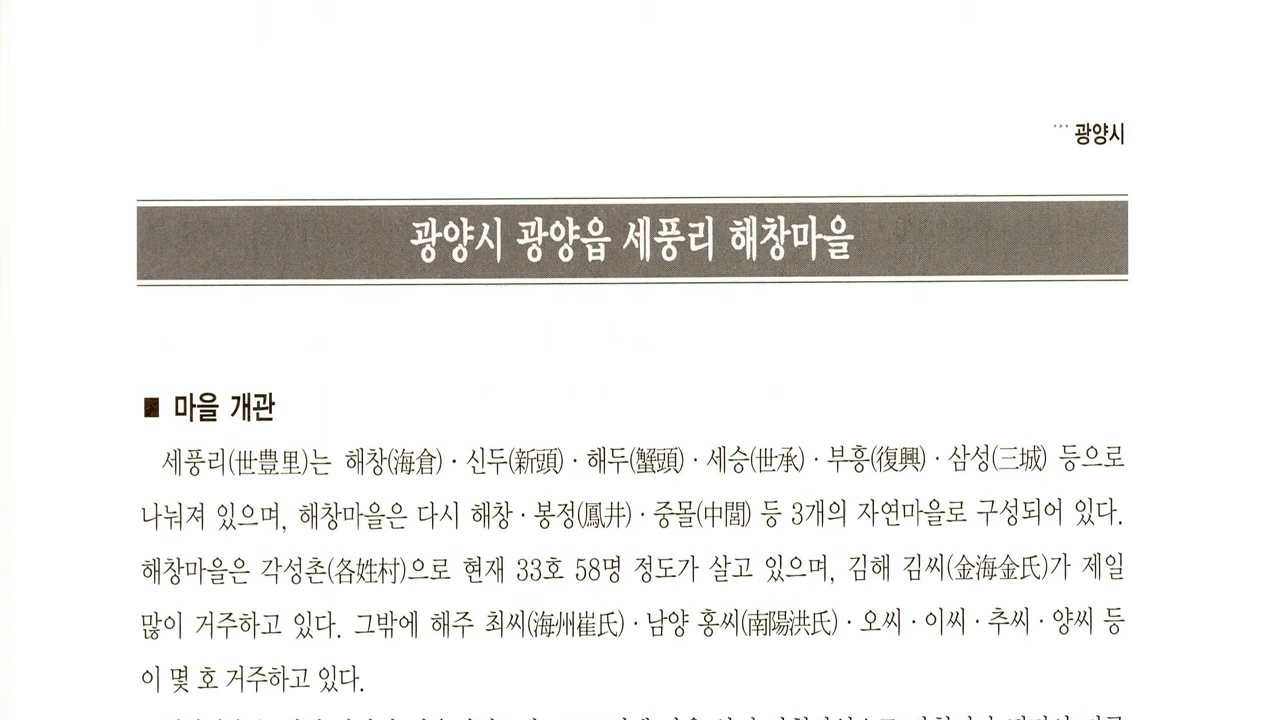 ··· 광양시
광양시 광양읍 세풍리 해창마을
■ 마을 개관
세풍리(世豊里)는 해창(海倉)·신두(新頭)·해두(蟹頭)·세승(世承)·부흥(復興)·삼성(三城) 등으로
나눠져 있으며, 해창마을은 다시 해창·봉정(鳳井)·중몰(中閭) 등 3개의 자연마을로 구성되어 있다.
해창마을은 각성촌(各姓村)으로 현재 33호 58명 정도가 살고 있으며, 김해 김씨(金海金氏)가 제일
많이 거주하고 있다. 그밖에 해주 최씨(海州崔氏)·남양 홍씨(南陽洪氏)·오씨·이씨·추씨·양씨 등
이 몇 호 거주하고 있다.